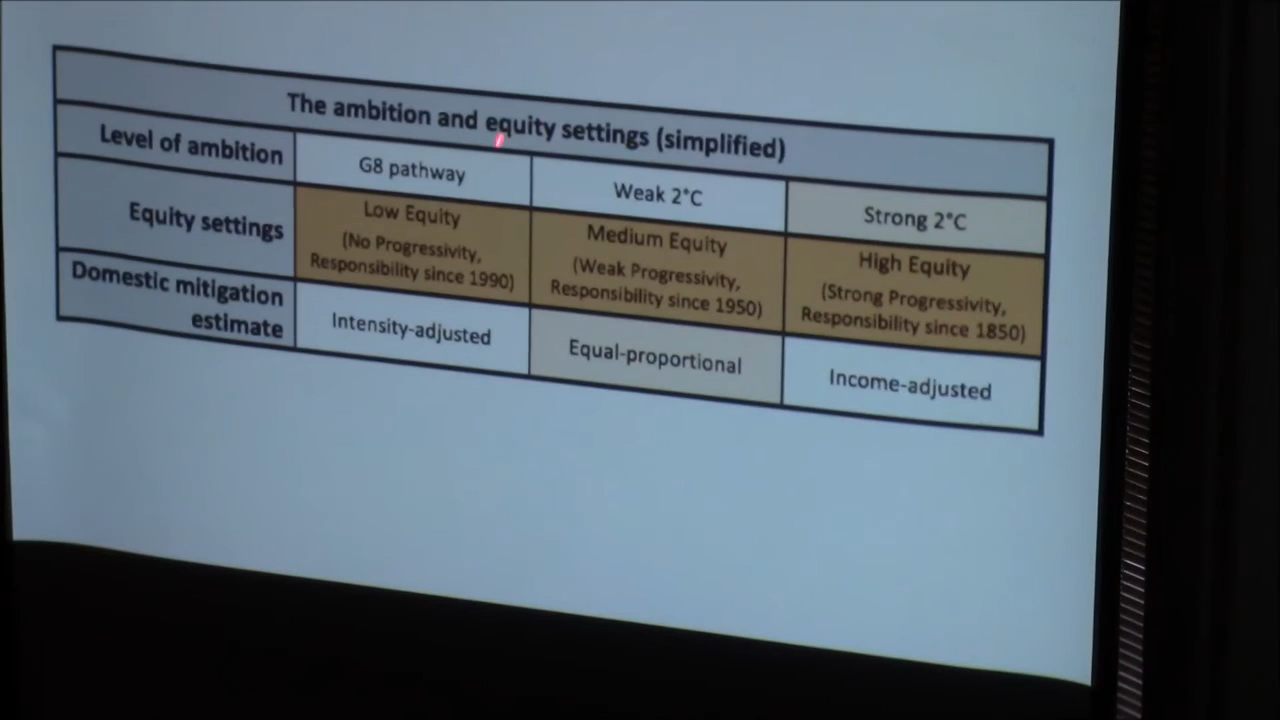 The ambition and equity settings (simplified)
Level of ambition
G8 pathway
Weak 2°C
Strong 2°C
Equity settings
Low Equity
(No Progressivity,
Responsibility since 1990)
Medium Equity
(Weak Progressivity,
Responsibility since 1950)
High Equity
(Strong Progressivity,
Responsibility since 1850)
Domestic mitigation
estimate
Intensity-adjusted
Equal-proportional
Income-adjusted